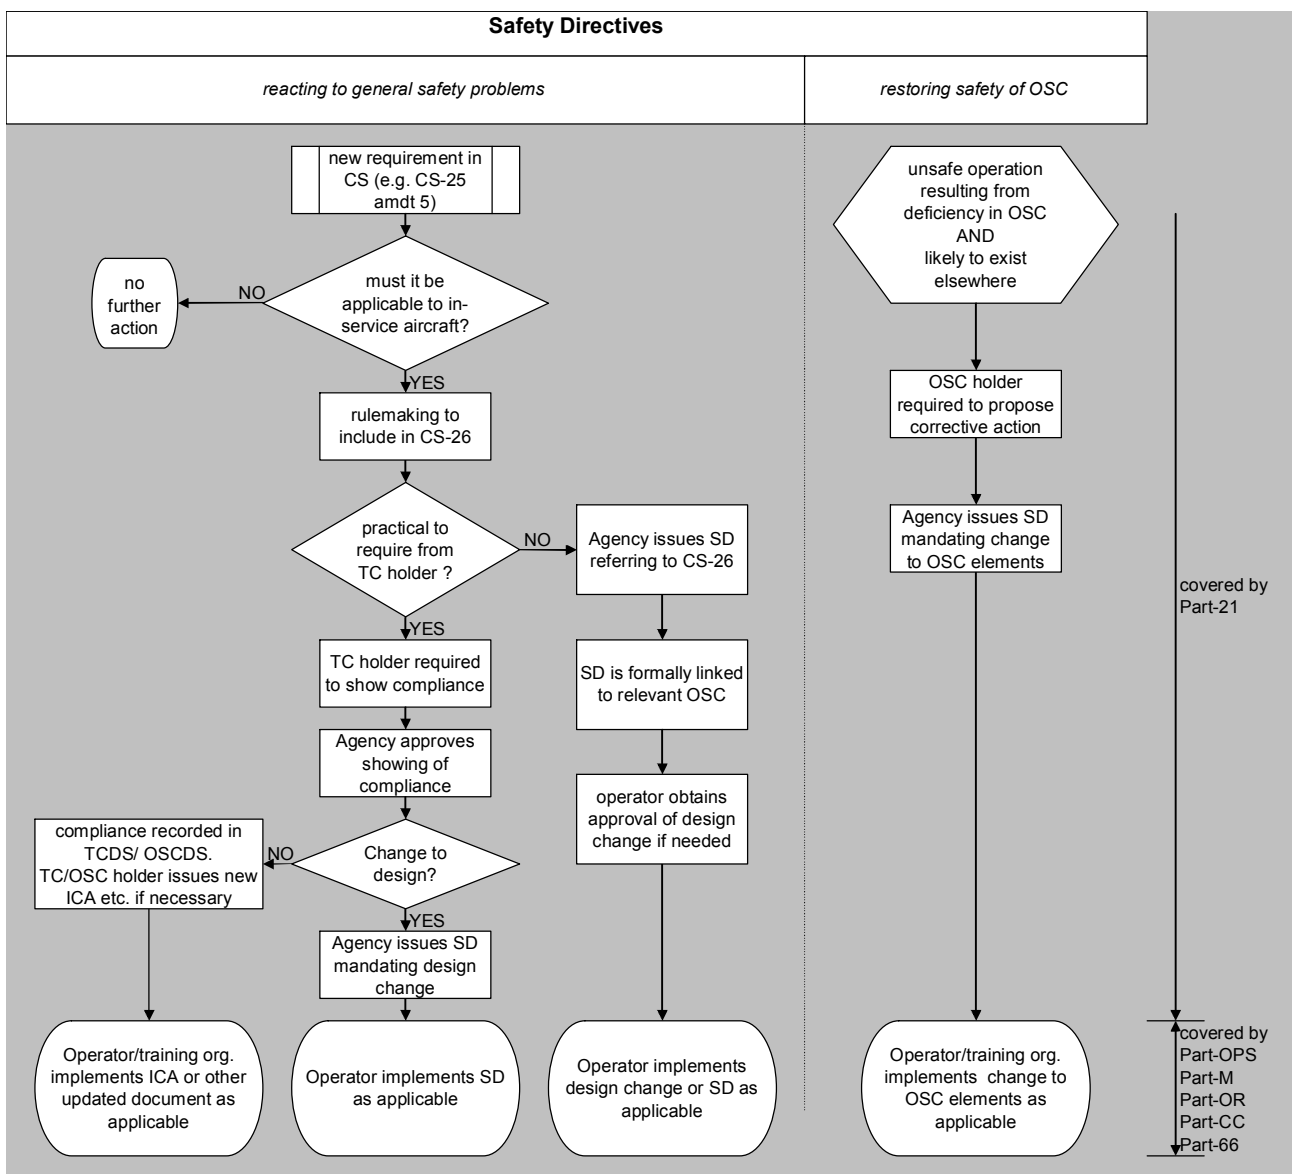 Safety Directives
reacting to general safety problems
restoring safety of OSC
new requirement in
CS (e.g. CS-25
amdt 5)
must it be
applicable to in-
service aircraft?
NO
no
further
action
YES
rulemaking to
include in CS-26
practical to
require from
TC holder ?
NO
Agency issues SD
referring to CS-26
YES
TC holder required
to show compliance
SD is formally linked
to relevant OSC
Agency approves
showing of
compliance
operator obtains
approval of design
change if needed
Change to
design?
NO
compliance recorded in
TCDS/ OSCDS.
TC/OSC holder issues new
ICA etc. if necessary
YES
Agency issues SD
mandating design
change
Operator/training org.
implements ICA or other
updated document as
applicable
Operator implements SD
as applicable
Operator implements
design change or SD as
applicable
unsafe operation
resulting from
deficiency in OSC
AND
likely to exist
elsewhere
OSC holder
required to propose
corrective action
Agency issues SD
mandating change
to OSC elements
Operator/training org.
implements change to
OSC elements as
applicable
covered by
Part-21
covered by
Part-OPS
Part-M
Part-OR
Part-CC
Part-66